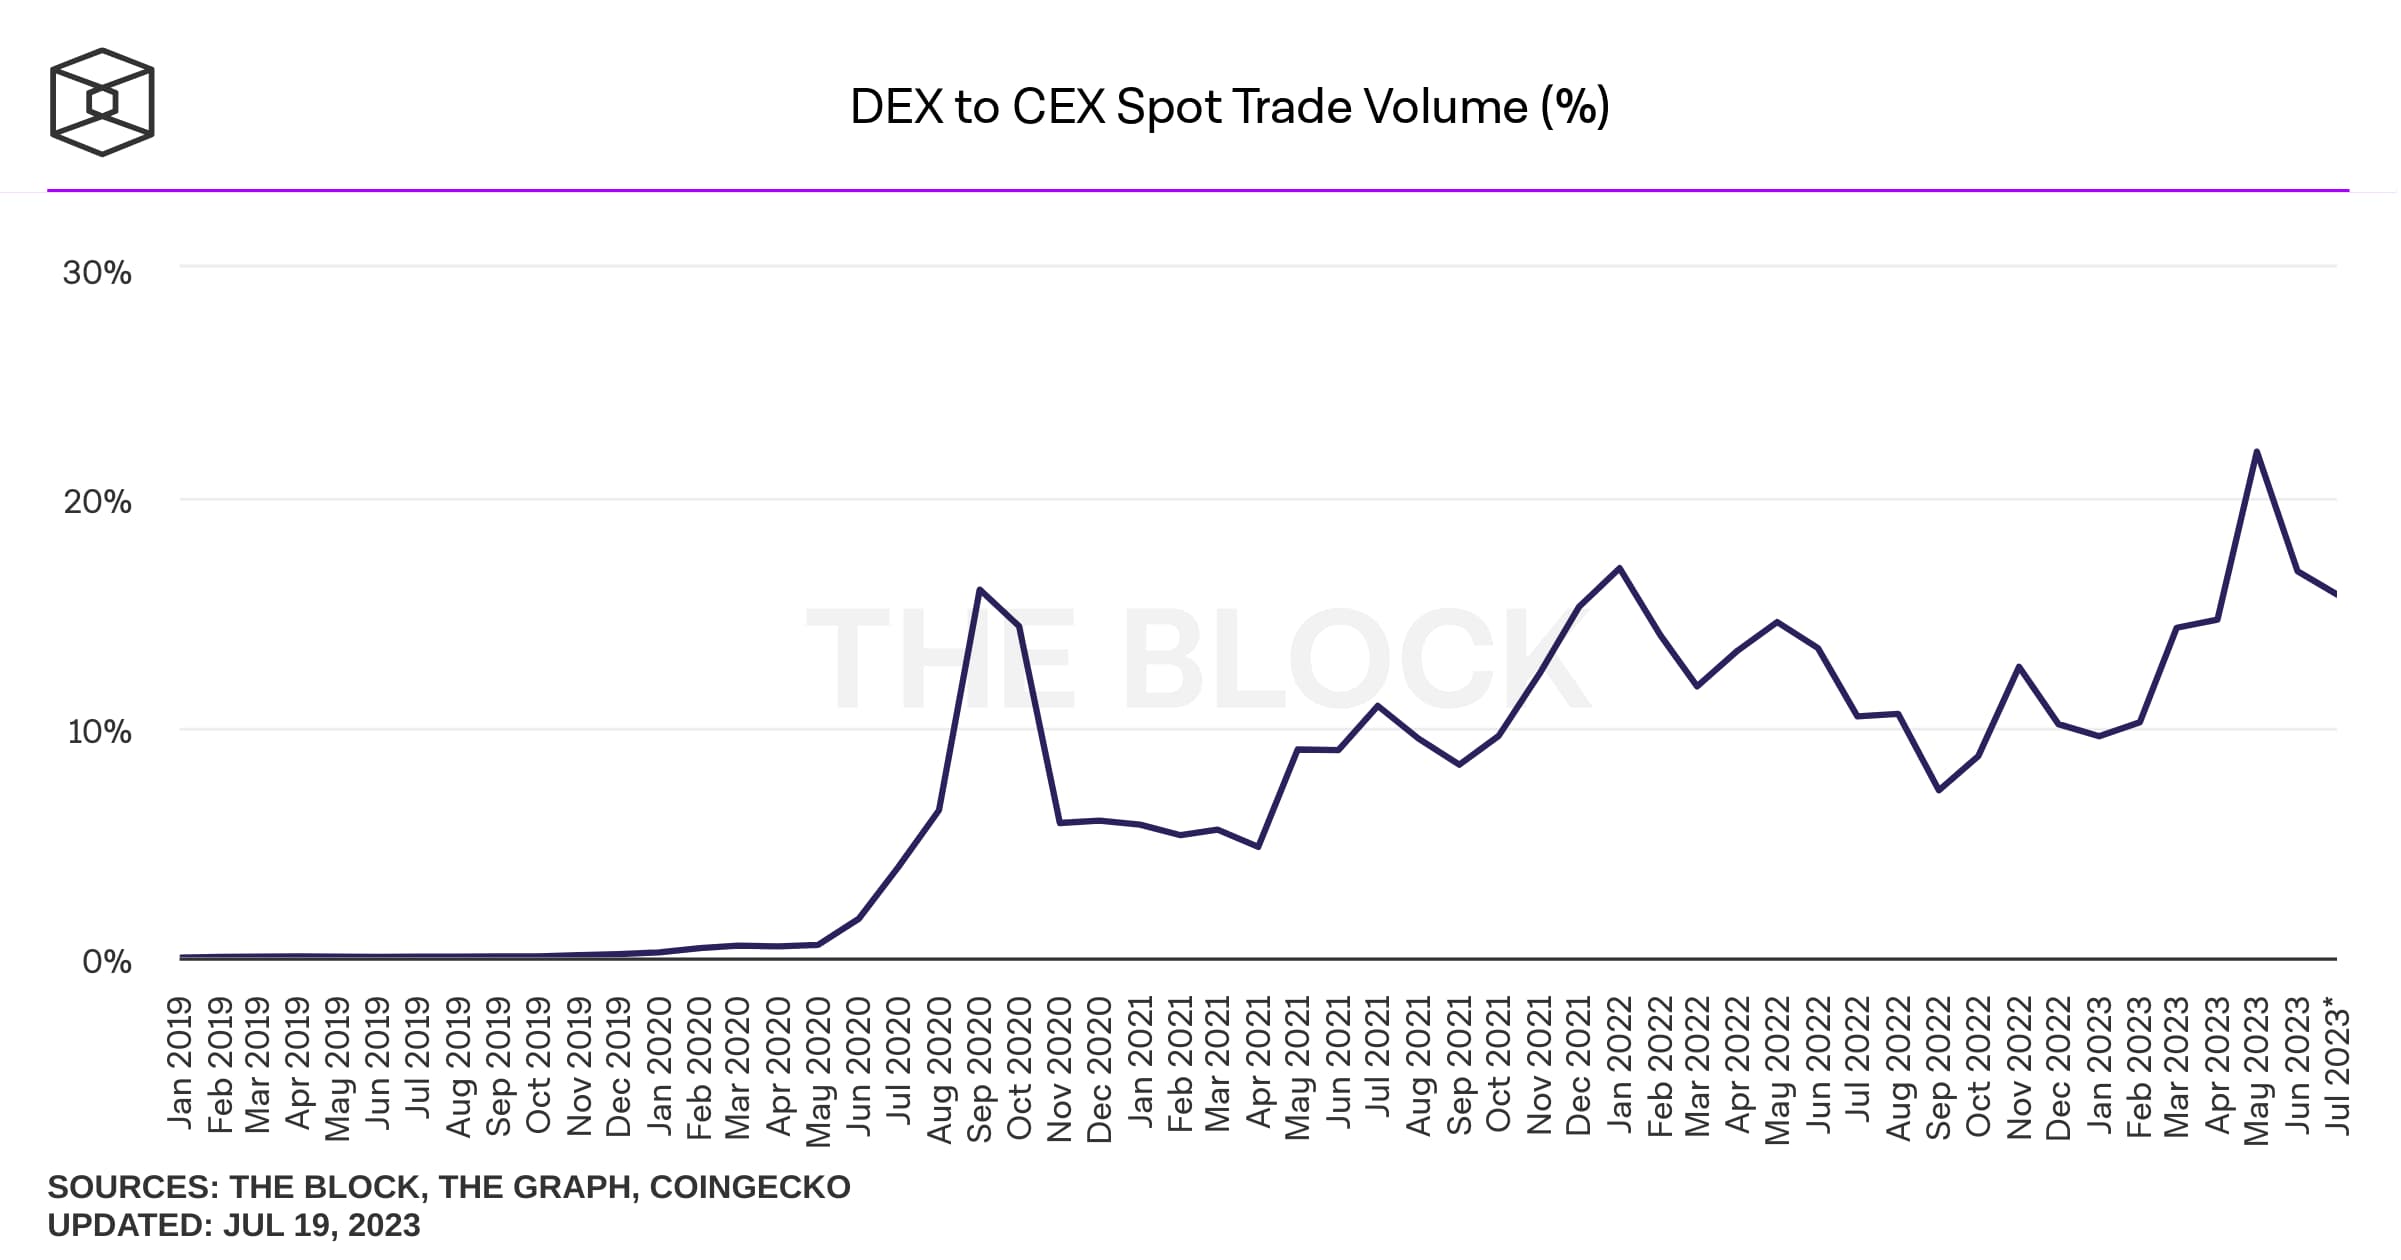 DEX to CEX Spot Trade Volume (%)
30%
20%
10%
0%
THE BLOCK
Jan 2019
Feb 2019
Mar 2019
Apr 2019
May 2019
Jun 2019
Jul 2019
Aug 2019
Sep 2019
Oct 2019
Nov 2019
Dec 2019
Jan 2020
Feb 2020
Mar 2020
Apr 2020
May 2020
Jun 2020
Jul 2020
Aug 2020
Sep 2020
Oct 2020
Nov 2020
Dec 2020
Jan 2021
Feb 2021
Mar 2021
Apr 2021
May 2021
Jun 2021
Jul 2021
Aug 2021
Sep 2021
Oct 2021
Nov 2021
Dec 2021
Jan 2022
Feb 2022
Mar 2022
Apr 2022
May 2022
Jun 2022
Jul 2022
Aug 2022
Sep 2022
Oct 2022
Nov 2022
Dec 2022
Jan 2023
Feb 2023
Mar 2023
Apr 2023
May 2023
Jun 2023
Jul 2023*
SOURCES: THE BLOCK, THE GRAPH, COINGECKO
UPDATED: JUL 19, 2023